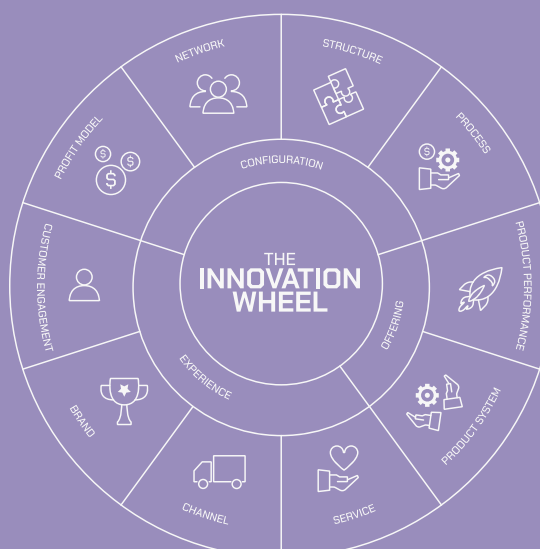 THE
INNOVATION
WHEEL
CONFIGURATION
OFFERING
EXPERIENCE
NETWORK
STRUCTURE
PROCESS
PRODUCT PERFORMANCE
PRODUCT SYSTEM
SERVICE
CHANNEL
BRAND
CUSTOMER ENGAGEMENT
PROFIT MODEL
$
$
$
$